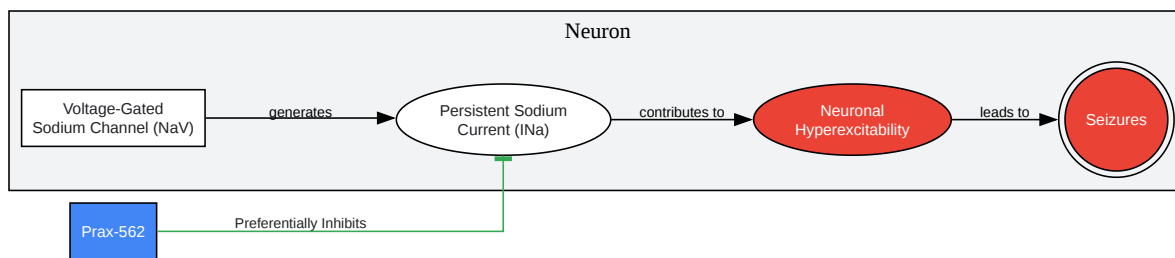 Neuron
Voltage-Gated
Sodium Channel (NaV)
generates
Persistent Sodium
Current (INa)
contributes to
Neuronal
Hyperexcitability
leads to
Seizures
Prax-562
Preferentially Inhibits